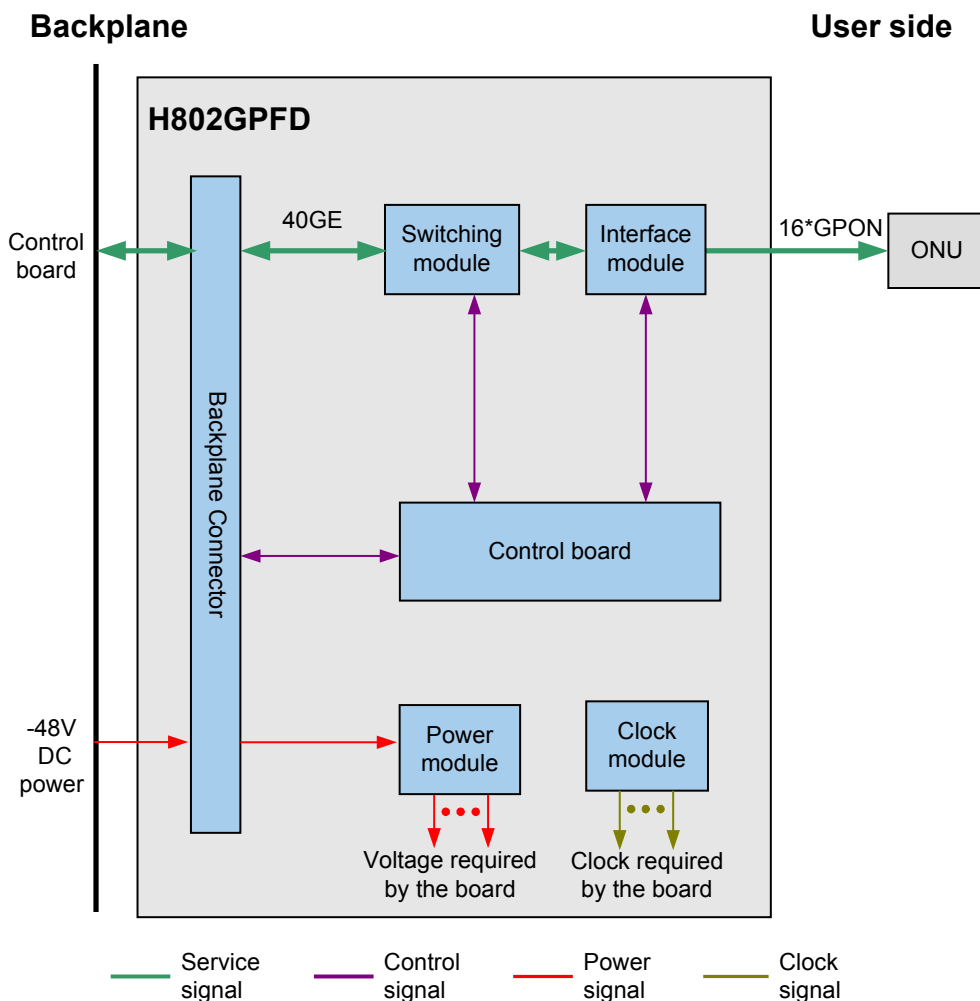 Backplane
User side
H802GPFD
Control
board
40GE
Switching
module
Interface
module
16*GPON
ONU
Backplane Connector
Control board
-48V
DC
power
Power
module
Clock
module
Voltage required
by the board
Clock required
by the board
Service
signal
Control
signal
Power
signal
Clock
signal